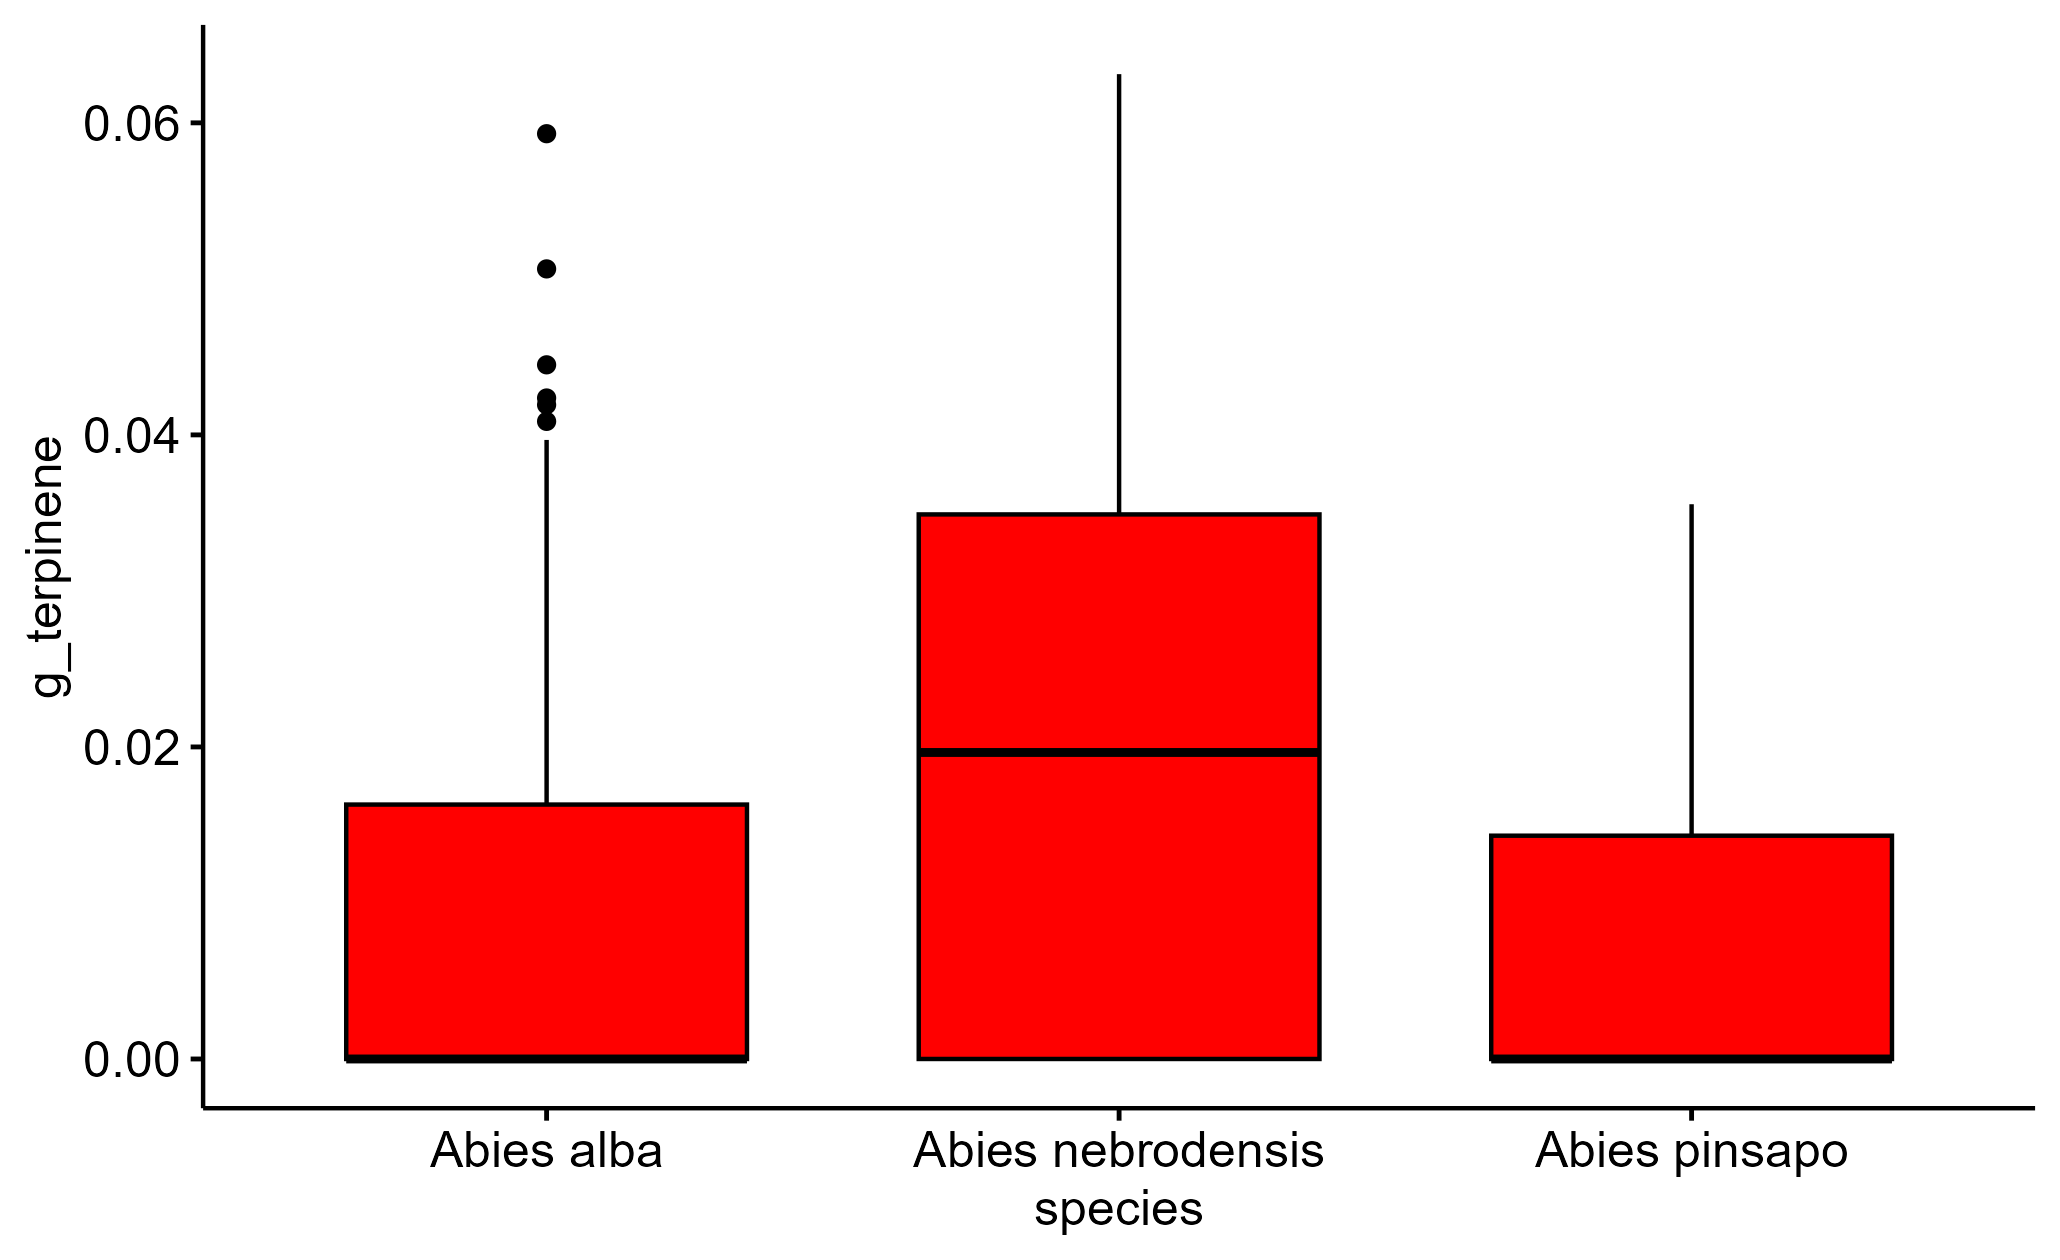 g_terpinene
0.06
0.04
0.02
0.00
Abies alba
Abies nebrodensis
Abies pinsapo
species